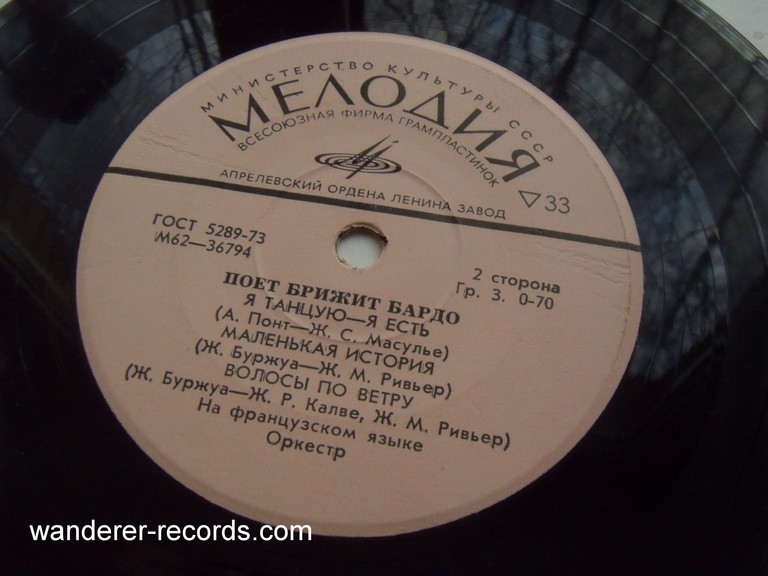 МИНИСТЕРСТВО КУЛЬТУРЫ СССР
МЕЛОДИЯ
ВСЕСОЮЗНАЯ ФИРМА ГРАМПЛАСТИНОК
АПРЕЛЕВСКИЙ ОРДЕНА ЛЕНИНА ЗАВОД
33
ГОСТ 5289-73
М62—36794
2 сторона
Гр. 3. 0-70
ПОЕТ БРИЖИТ БАРДО
Я ТАНЦУЮ—Я ЕСТЬ
(А. Понт—Ж. С. Масулье)
МАЛЕНЬКАЯ ИСТОРИЯ
(Ж. Буржуа—Ж. М. Ривьер)
ВОЛОСЫ ПО ВЕТРУ
(Ж. Буржуа—Ж. Р. Калве, Ж. М. Ривьер)
На французском языке
Оркестр
wanderer-records.com